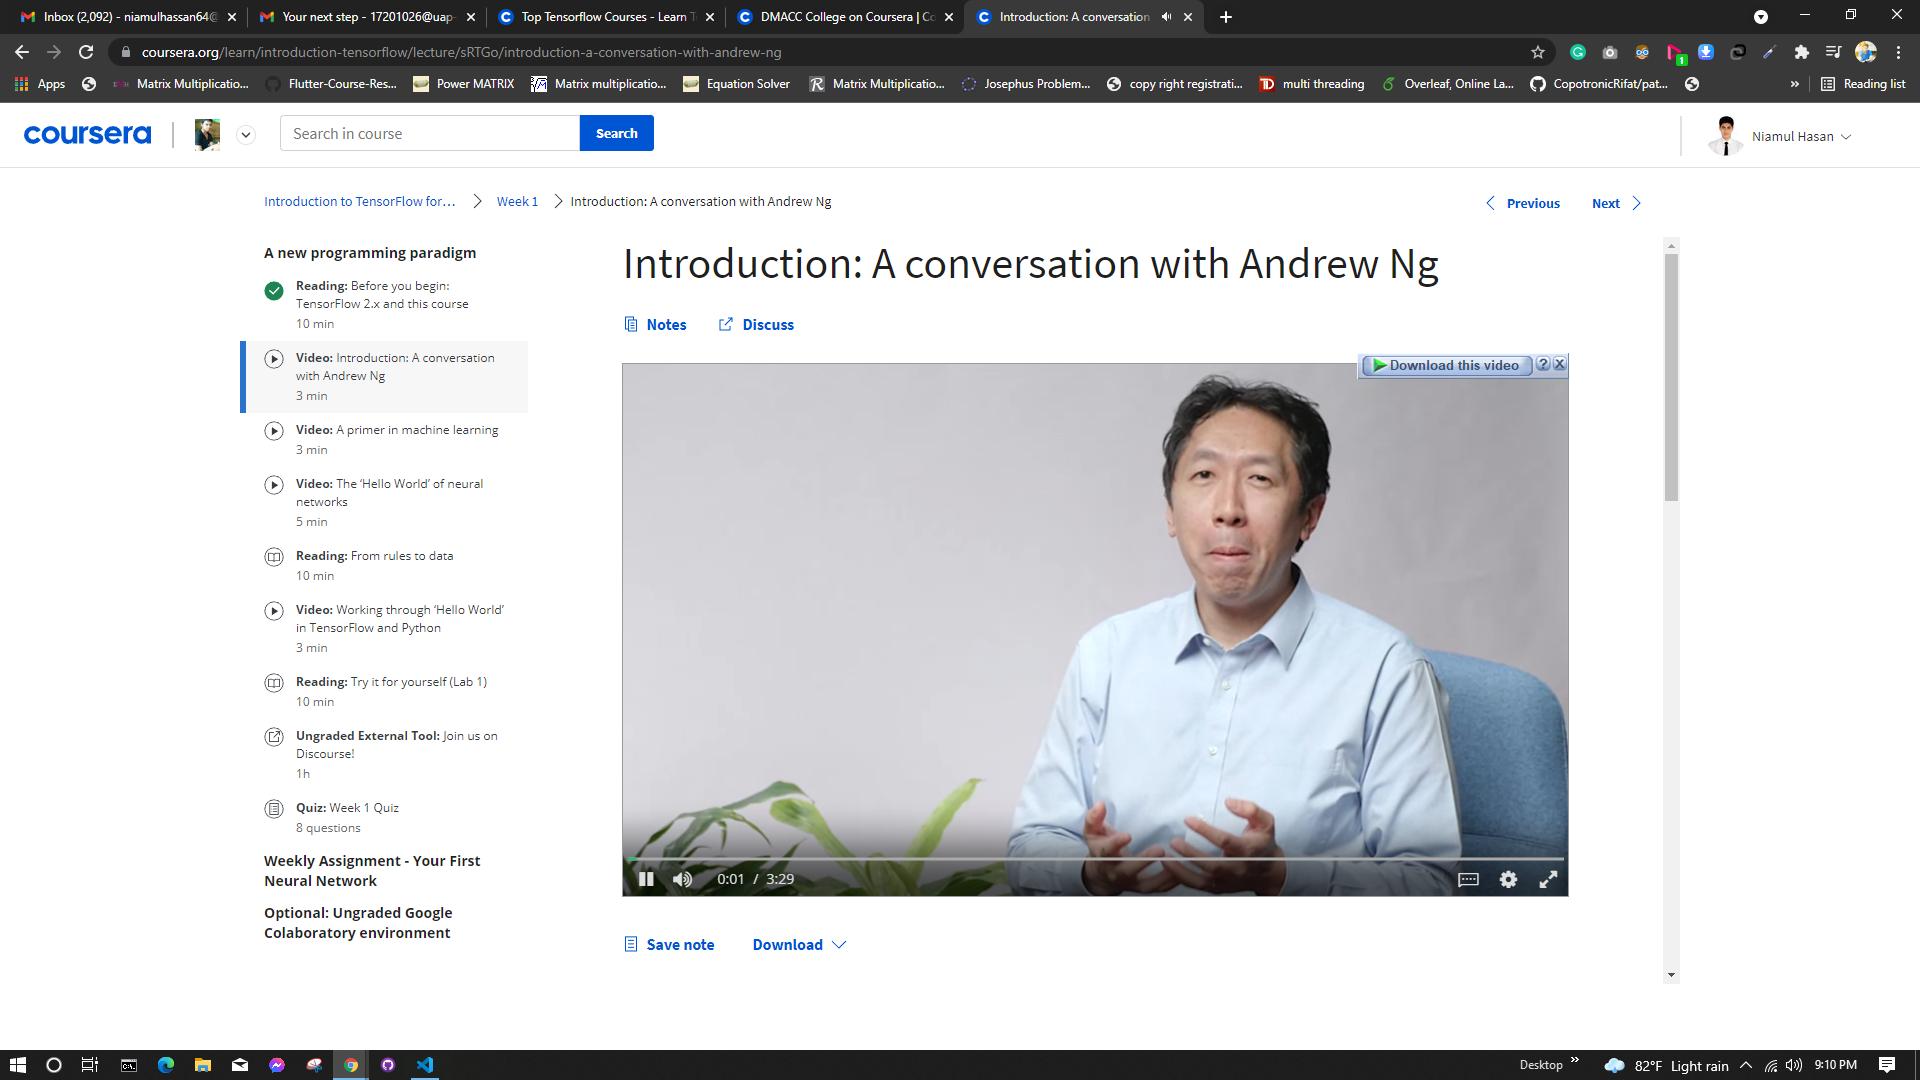 Inbox (2,092) - niamulhassan64@
Your next step - 17201026@uap-
Top Tensorflow Courses - Learn T
DMACC College on Coursera | Co
Introduction: A conversation
coursera.org/learn/introduction-tensorflow/lecture/sRTGo/introduction-a-conversation-with-andrew-ng
1
Apps
Matrix Multiplicatio...
Flutter-Course-Res...
Power MATRIX
Matrix multiplicatio...
Equation Solver
Matrix Multiplicatio...
Josephus Problem...
copy right registrati...
multi threading
Overleaf, Online La...
CopotronicRifat/pat...
»
Reading list
coursera
Search in course
Search
Niamul Hasan
Introduction to TensorFlow for...
Week 1
Introduction: A conversation with Andrew Ng
Previous
Next
A new programming paradigm
Reading: Before you begin:
TensorFlow 2.x and this course
10 min
Video: Introduction: A conversation
with Andrew Ng
3 min
Video: A primer in machine learning
3 min
Video: The ‘Hello World’ of neural
networks
5 min
Reading: From rules to data
10 min
Video: Working through ‘Hello World’
in TensorFlow and Python
3 min
Reading: Try it for yourself (Lab 1)
10 min
Ungraded External Tool: Join us on
Discourse!
1h
Quiz: Week 1 Quiz
8 questions
Weekly Assignment - Your First
Neural Network
Optional: Ungraded Google
Colaboratory environment
Introduction: A conversation with Andrew Ng
Notes
Discuss
Download this video
0:01 / 3:29
Save note
Download
Desktop »
82°F Light rain
9:10 PM